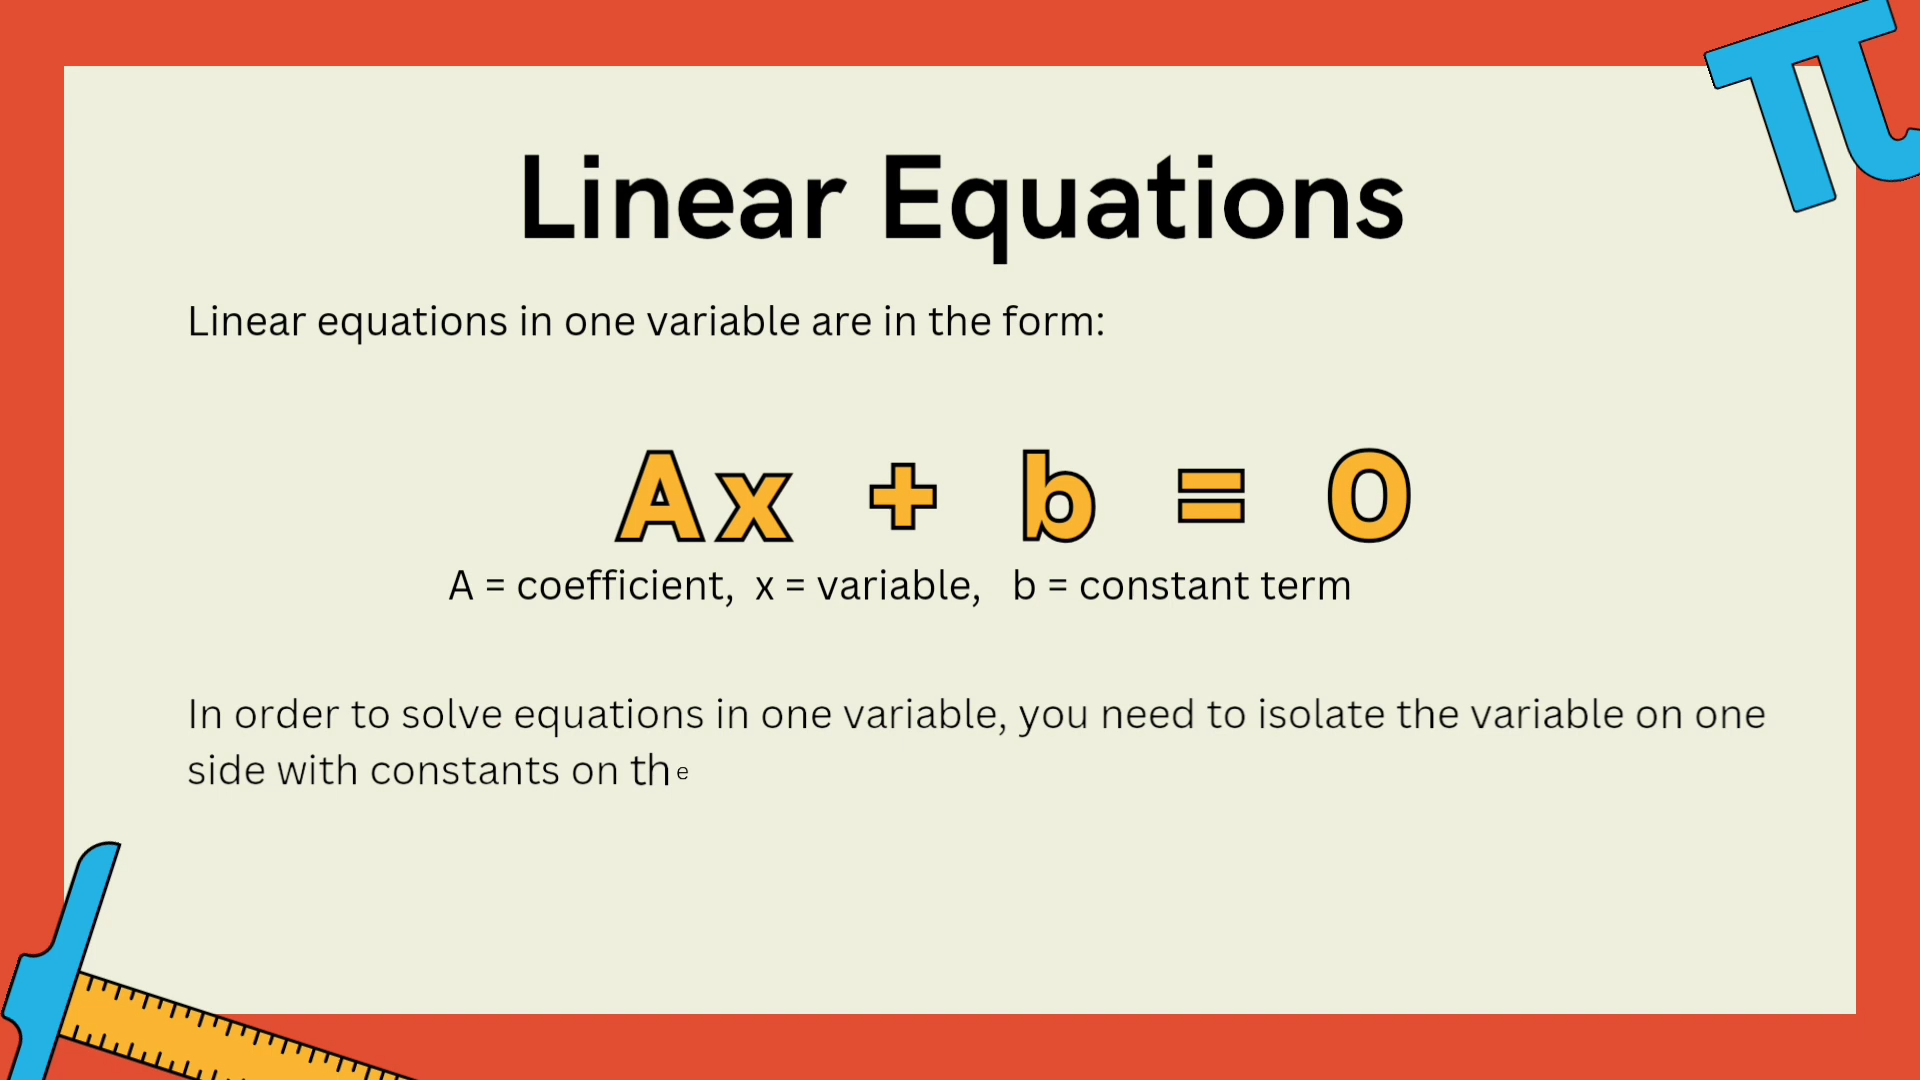 Linear Equations
Linear equations in one variable are in the form:
Ax + b = 0
A = coefficient, x = variable, b = constant term
In order to solve equations in one variable, you need to isolate the variable on one
side with constants on the